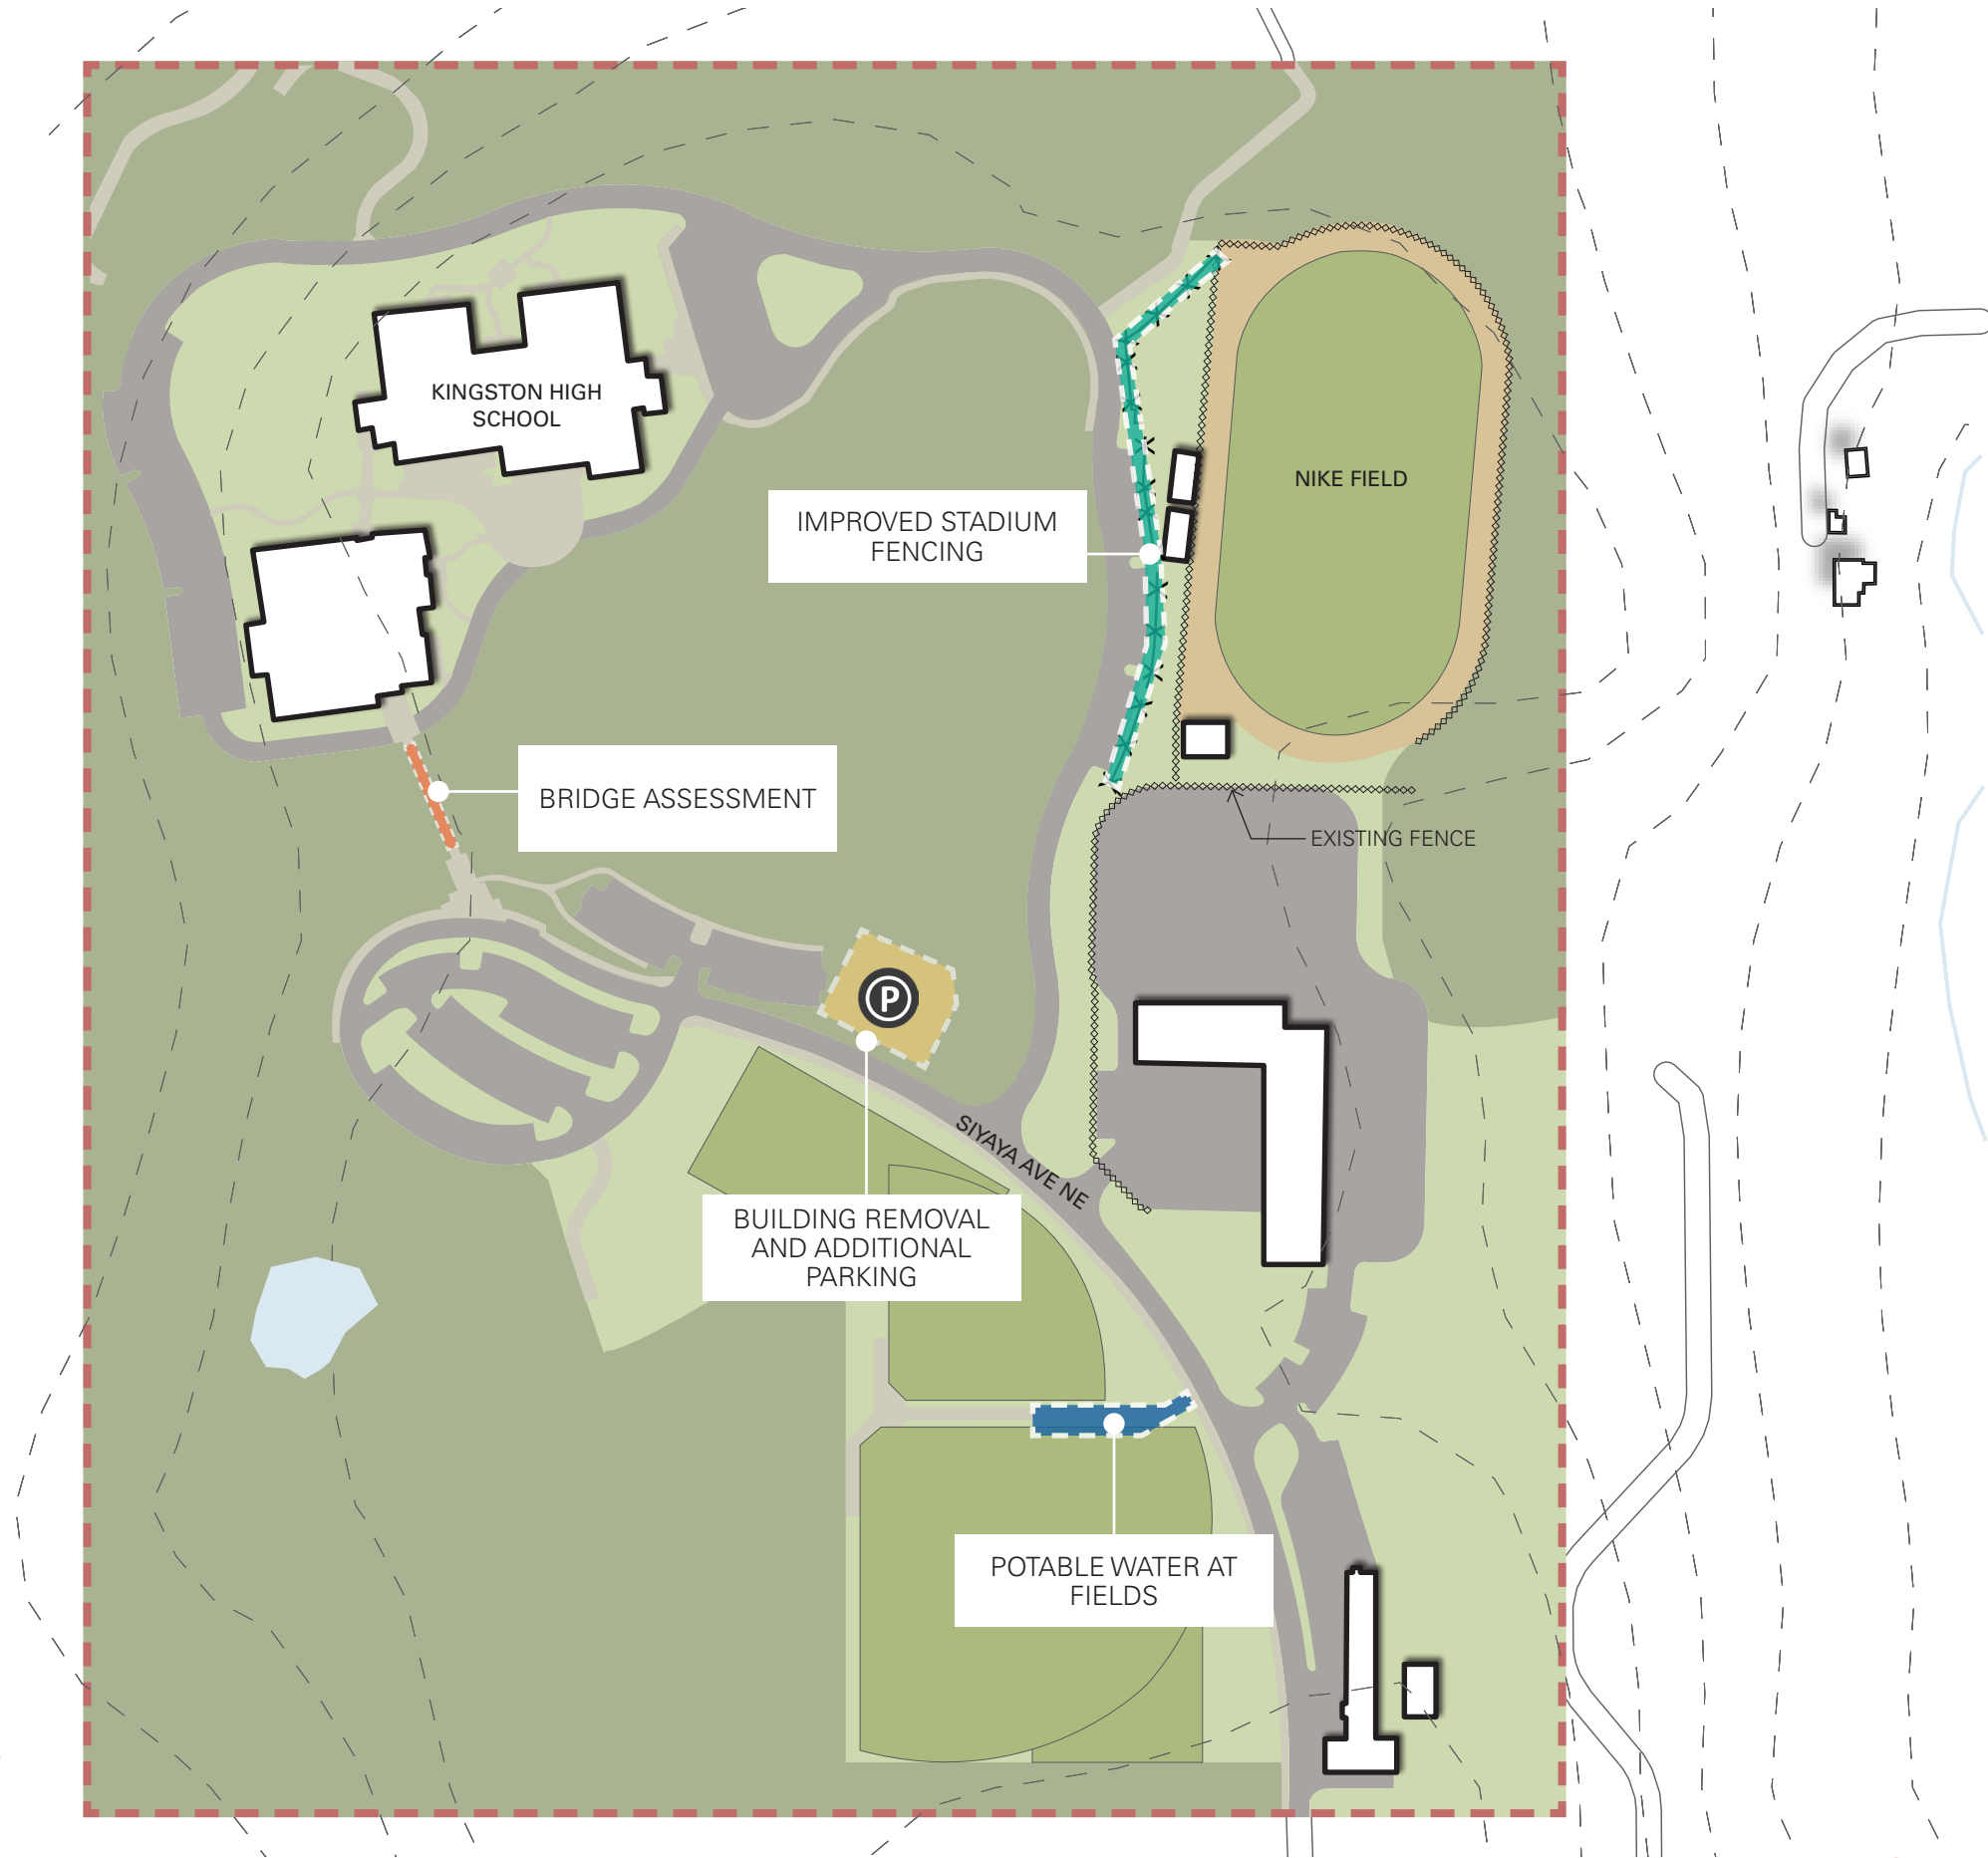 KINGSTON HIGH
SCHOOL
NIKE FIELD
IMPROVED STADIUM
FENCING
BRIDGE ASSESSMENT
EXISTING FENCE
P
SIYAYA AVE NE
BUILDING REMOVAL
AND ADDITIONAL
PARKING
POTABLE WATER AT
FIELDS